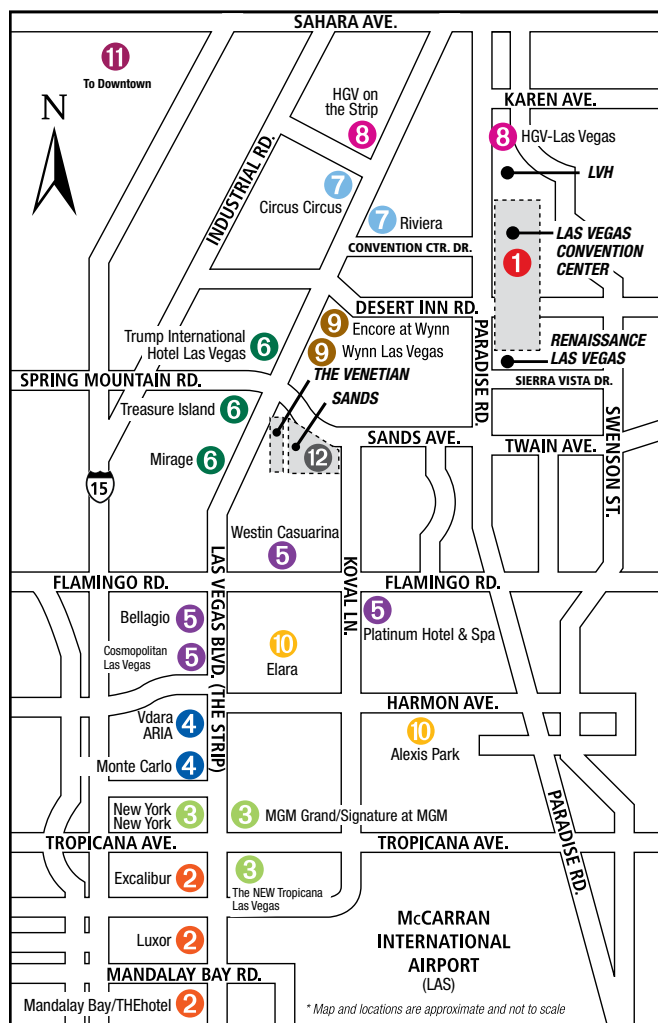 SAHARA AVE.
11
To Downtown
N
HGV on
the Strip
8
KAREN AVE.
8 HGV-Las Vegas
INDUSTRIAL RD.
LVH
7
Circus Circus
7 Riviera
CONVENTION CTR. DR.
LAS VEGAS
CONVENTION
CENTER
1
DESERT INN RD.
9 Encore at Wynn
Trump International
Hotel Las Vegas 6
9 Wynn Las Vegas
PARADISE RD.
RENAISSANCE
LAS VEGAS
SPRING MOUNTAIN RD.
THE VENETIAN
SIERRA VISTA DR.
SANDS
Treasure Island 6
SANDS AVE.
TWAIN AVE.
SWENSON ST.
Mirage 6
12
15
Westin Casuarina
5
LAS VEGAS BLVD. (THE STRIP)
KOVAL LN.
FLAMINGO RD.
FLAMINGO RD.
Bellagio 5
5
Platinum Hotel & Spa
Cosmopolitan
Las Vegas 5
10
Elara
HARMON AVE.
Vdara
ARIA 4
10
Alexis Park
Monte Carlo 4
New York
New York 3
3 MGM Grand/Signature at MGM
TROPICANA AVE.
TROPICANA AVE.
PARADISE RD.
Excalibur 2
3
The NEW Tropicana
Las Vegas
McCARRAN
INTERNATIONAL
AIRPORT
(LAS)
Luxor 2
MANDALAY BAY RD.
Mandalay Bay/THEhotel 2
* Map and locations are approximate and not to scale